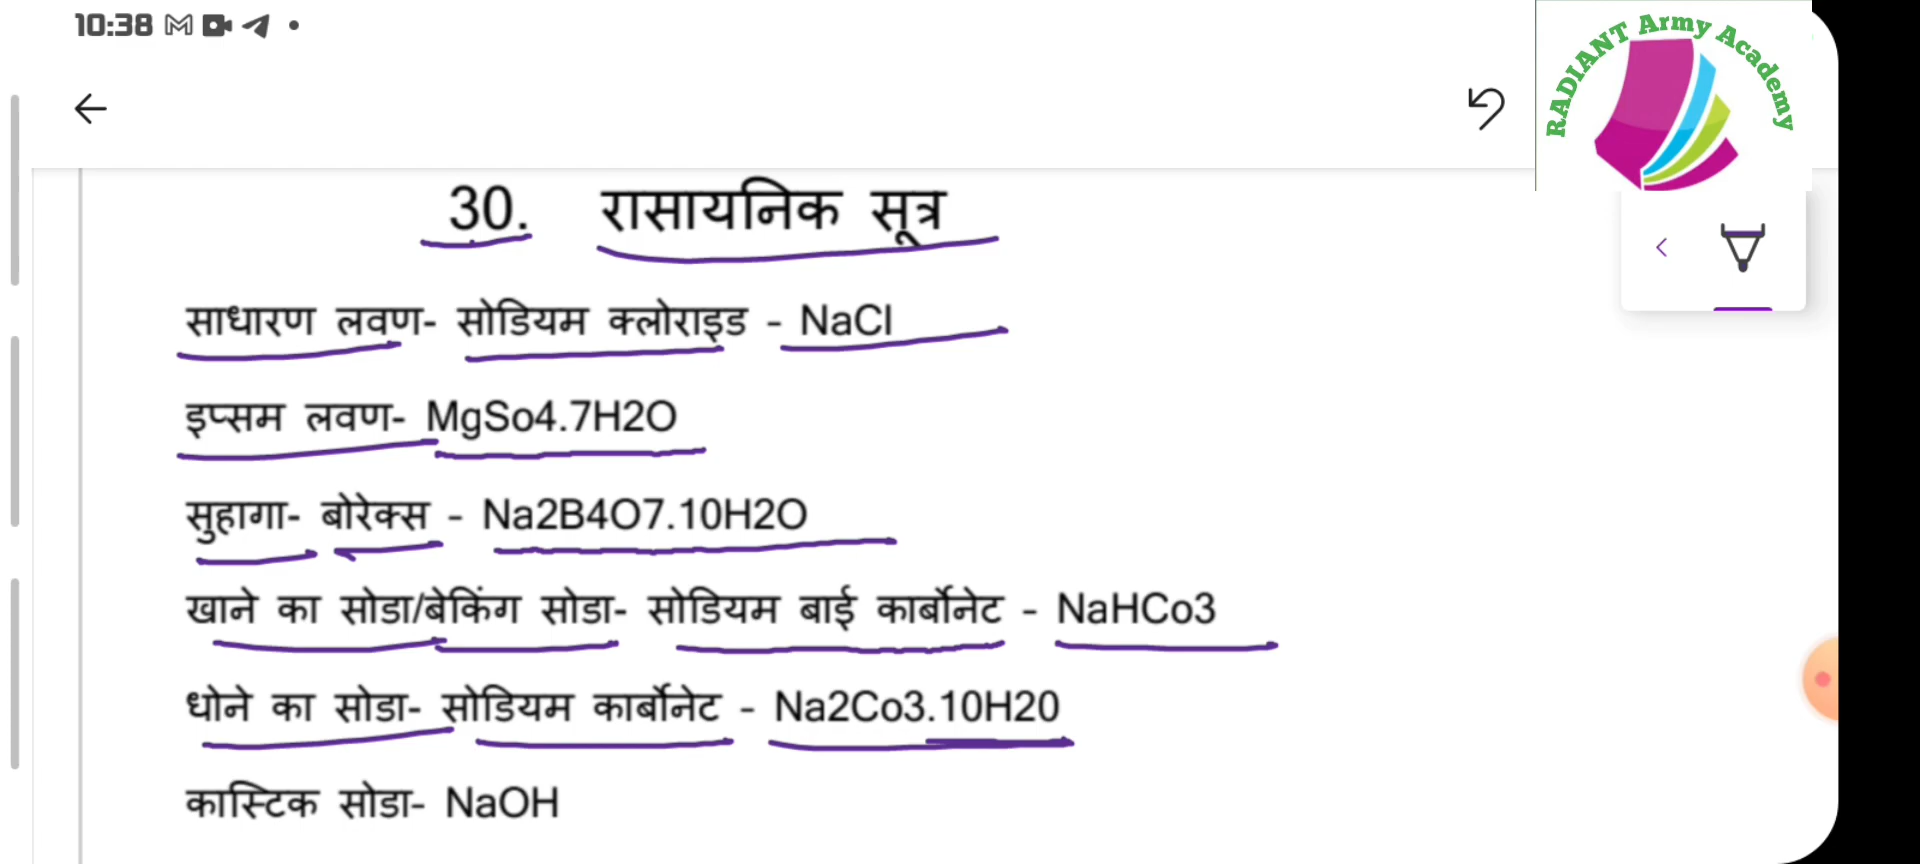 10:38
RADIANT Army Academy
30. रासायनिक सूत्र
साधारण लवण- सोडियम क्लोराइड - NaCl
इप्सम लवण- MgSo4.7H2O
सुहागा- बोरेक्स - Na2B4O7.10H2O
खाने का सोडा/बेकिंग सोडा- सोडियम बाई कार्बोनेट - NaHCo3
धोने का सोडा- सोडियम कार्बोनेट - Na2Co3.10H20
कास्टिक सोडा- NaOH